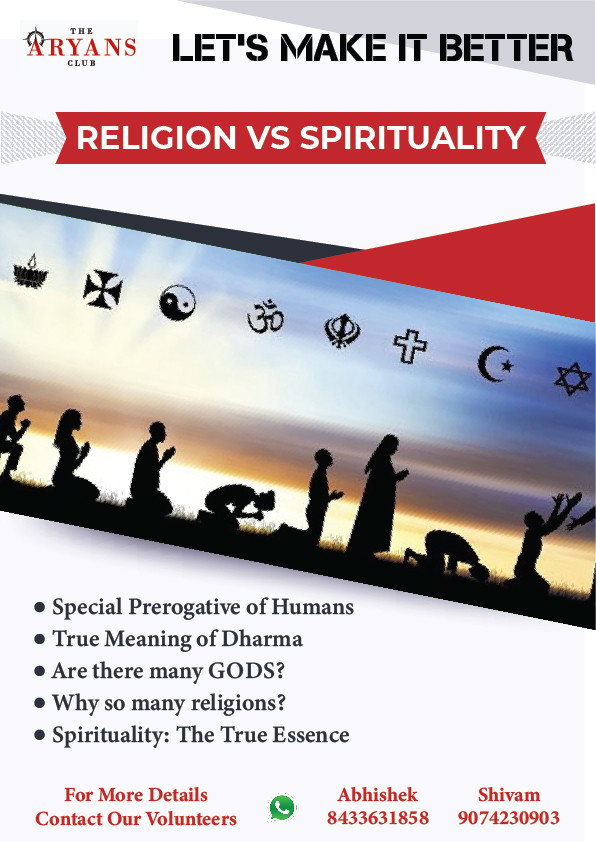 THE
ARYANS
CLUB
LET'S MAKE IT BETTER
RELIGION VS SPIRITUALITY
● Special Prerogative of Humans
● True Meaning of Dharma
● Are there many GODS?
● Why so many religions?
● Spirituality: The True Essence
For More Details
Contact Our Volunteers
Abhishek
8433631858
Shivam
9074230903